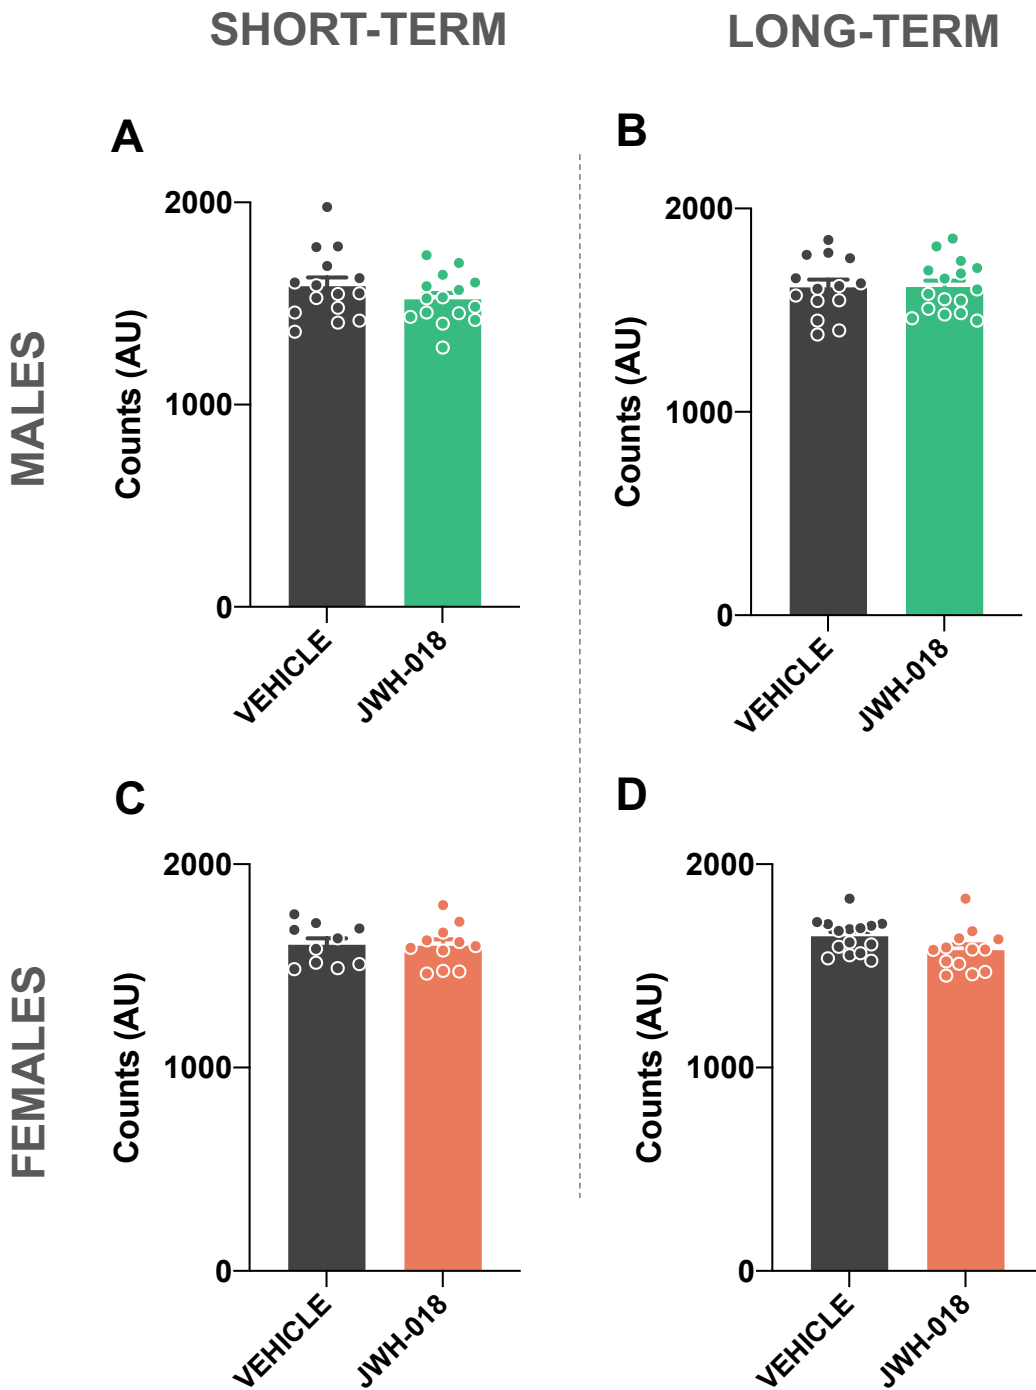 SHORT-TERM
LONG-TERM
MALES
A
2000
1000
0
Counts (AU)
VEHICLE
JWH-018
B
2000
1000
0
Counts (AU)
VEHICLE
JWH-018
FEMALES
C
2000
1000
0
Counts (AU)
VEHICLE
JWH-018
D
2000
1000
0
Counts (AU)
VEHICLE
JWH-018